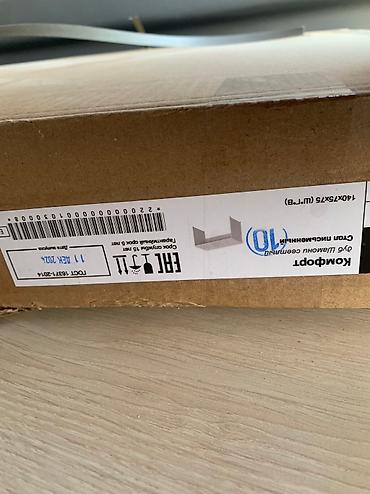 Комфорт
дуб Шамони светлый
Стол письменный
(10)
140x75x75 (Ш*Г*В)
EAC
Срок службы 15 лет
Гарантийный срок 5 лет
ГОСТ 16371-2014
11 ДЕК 2024
Дата выпуска